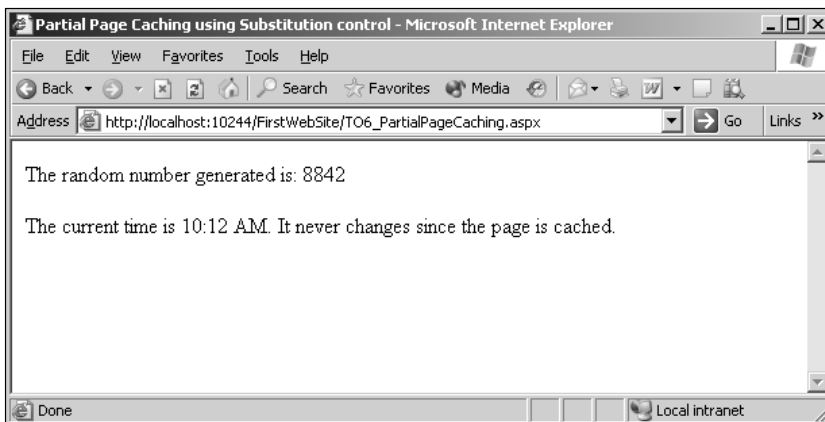 Partial Page Caching using Substitution control - Microsoft Internet Explorer
File Edit View Favorites Tools Help
Back Search Favorites Media W
Address http://localhost:10244/FirstWebSite/TO6_PartialPageCaching.aspx Go Links »
The random number generated is: 8842
The current time is 10:12 AM. It never changes since the page is cached.
Done Local intranet